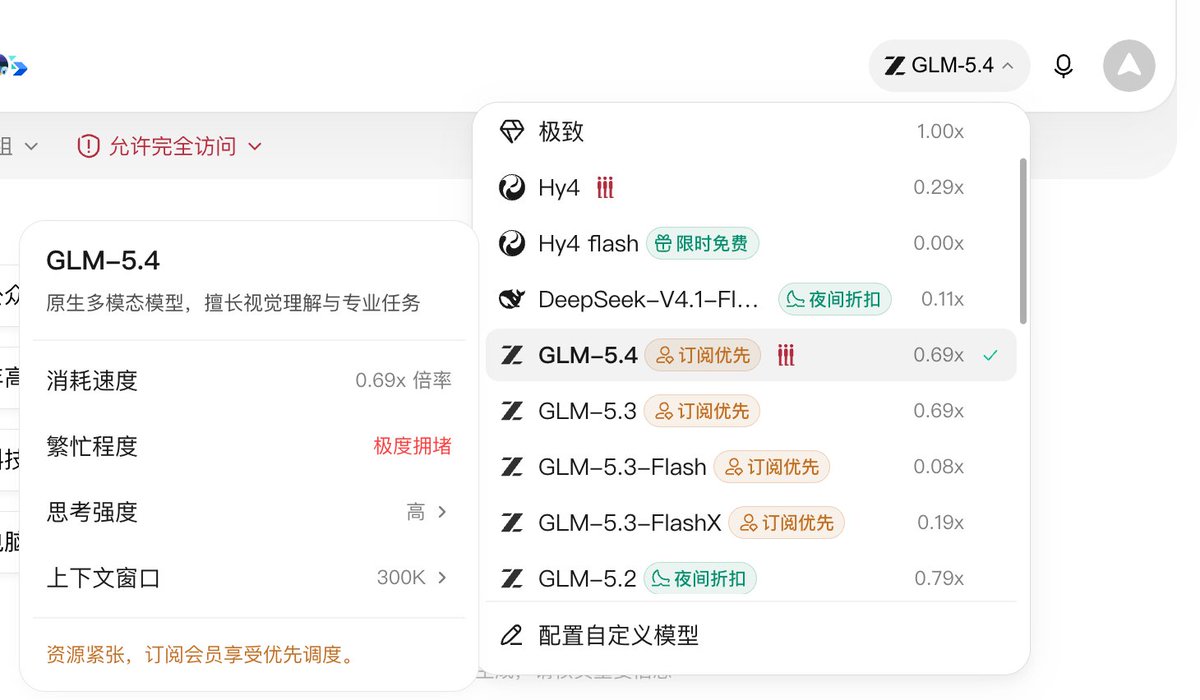 GLM-5.4
允许完全访问
极致 1.00x
Hy4 0.29x
Hy4 flash 限时免费 0.00x
DeepSeek-V4.1-Fl... 夜间折扣 0.11x
GLM-5.4 订阅优先 0.69x
GLM-5.3 订阅优先 0.69x
GLM-5.3-Flash 订阅优先 0.08x
GLM-5.3-FlashX 订阅优先 0.19x
GLM-5.2 夜间折扣 0.79x
配置自定义模型
GLM-5.4
原生多模态模型，擅长视觉理解与专业任务
消耗速度 0.69x 倍率
繁忙程度 极度拥堵
思考强度 高
上下文窗口 300K
资源紧张，订阅会员享受优先调度。